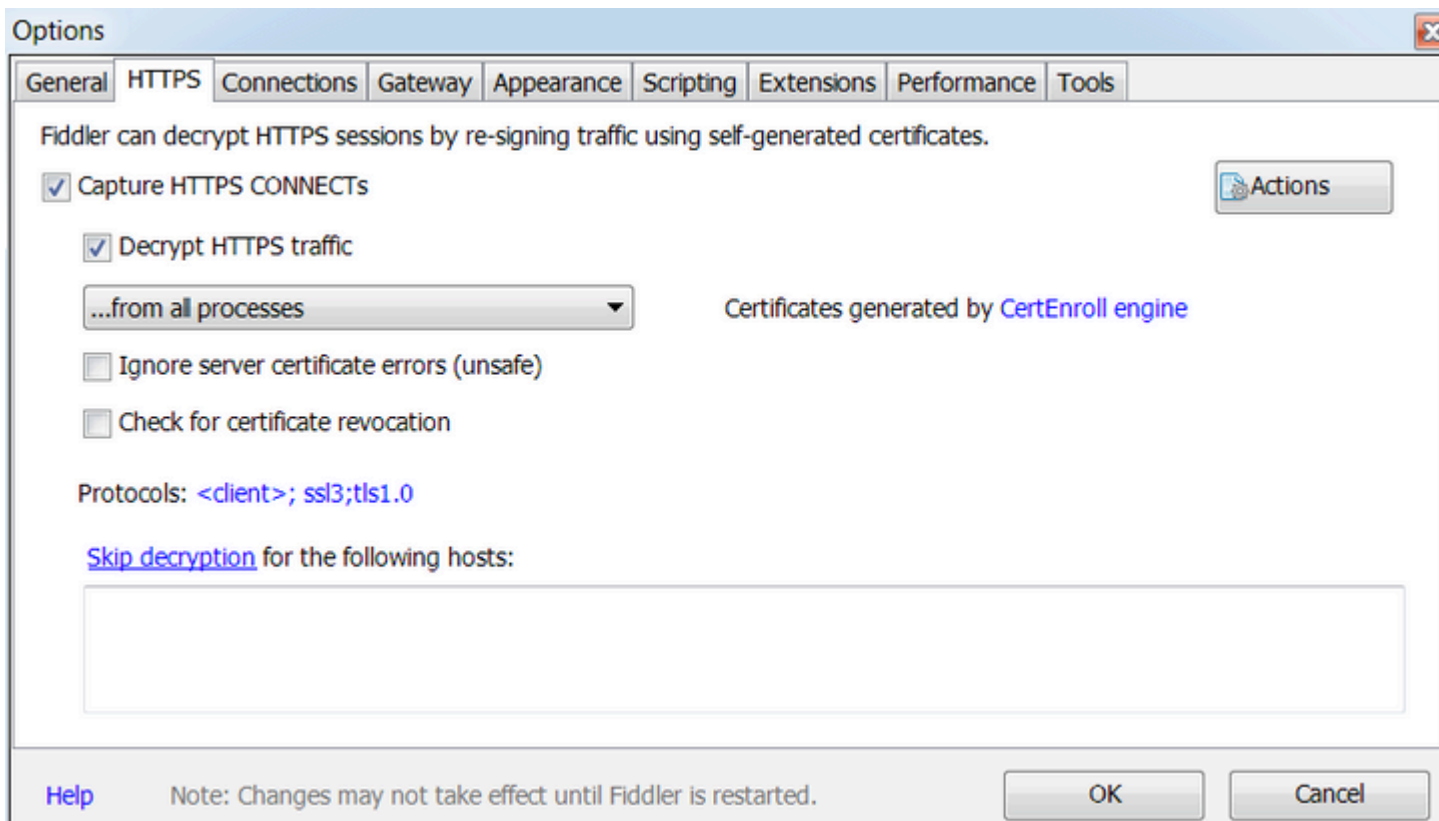 Options
General HTTPS Connections Gateway Appearance Scripting Extensions Performance Tools
Fiddler can decrypt HTTPS sessions by re-signing traffic using self-generated certificates.
Capture HTTPS CONNECTs
Actions
Decrypt HTTPS traffic
...from all processes
Certificates generated by CertEnroll engine
Ignore server certificate errors (unsafe)
Check for certificate revocation
Protocols: <client>; ssl3;tls1.0
Skip decryption for the following hosts:
Help
Note: Changes may not take effect until Fiddler is restarted.
OK
Cancel